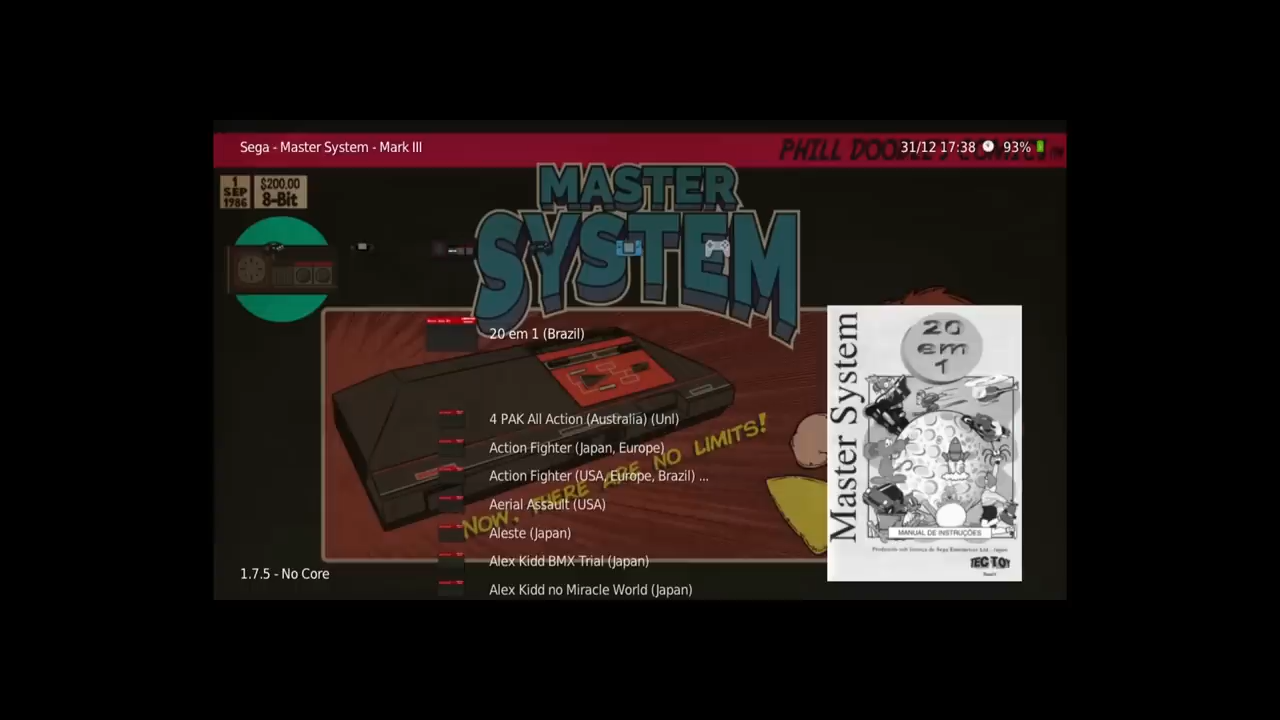 Sega - Master System - Mark III
31/12 17:38 93%
PHILL DOO
1
SEP
1986
$200.00
8-Bit
MASTER
SYSTEM
NOW, THERE ARE NO LIMITS!
20 em 1 (Brazil)
4 PAK All Action (Australia) (Unl)
Action Fighter (Japan, Europe)
Action Fighter (USA, Europe, Brazil) ...
Aerial Assault (USA)
Aleste (Japan)
Alex Kidd BMX Trial (Japan)
Alex Kidd no Miracle World (Japan)
Master System
20
em
1
MANUAL DE INSTRUÇÕES
TEC TOY
1.7.5 - No Core